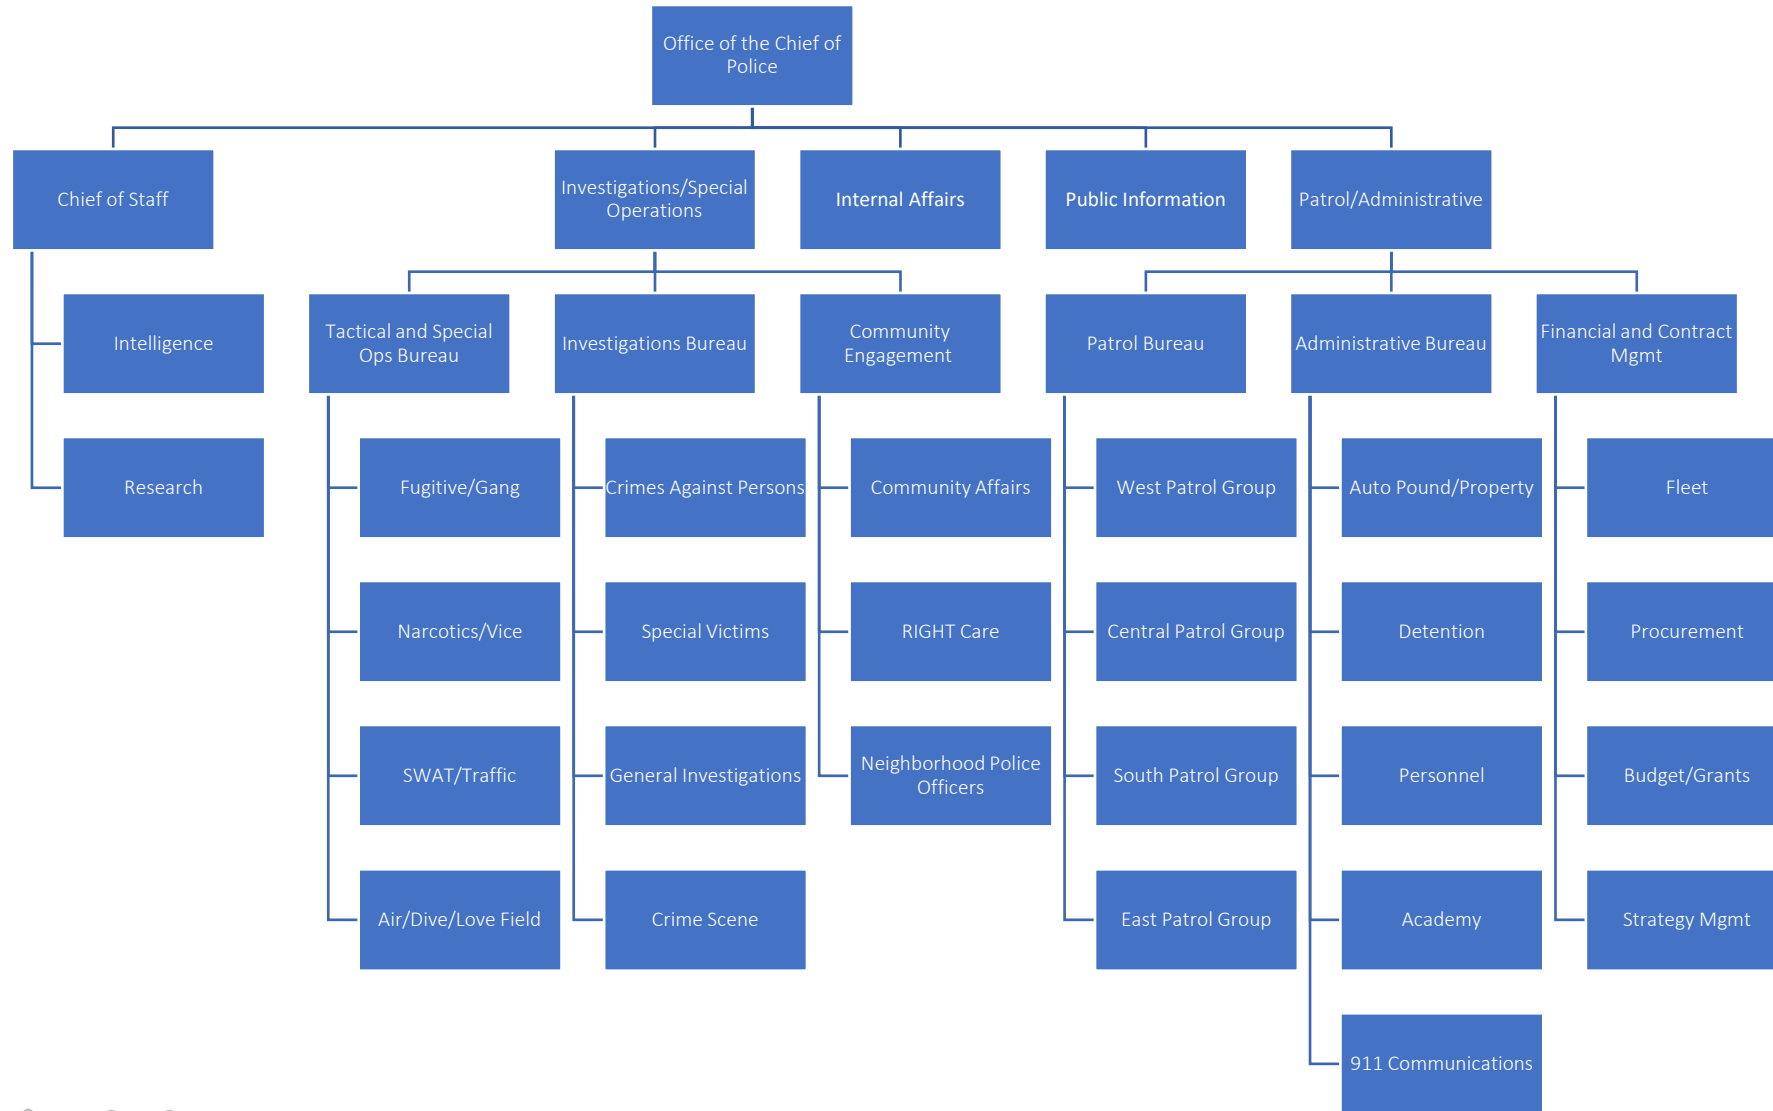 Office of the Chief of
Police
Chief of Staff
Investigations/Special
Operations
Internal Affairs
Public Information
Patrol/Administrative
Intelligence
Tactical and Special
Ops Bureau
Investigations Bureau
Community
Engagement
Patrol Bureau
Administrative Bureau
Financial and Contract
Mgmt
Research
Fugitive/Gang
Crimes Against Persons
Community Affairs
West Patrol Group
Auto Pound/Property
Fleet
Narcotics/Vice
Special Victims
RIGHT Care
Central Patrol Group
Detention
Procurement
SWAT/Traffic
General Investigations
Neighborhood Police
Officers
South Patrol Group
Personnel
Budget/Grants
Air/Dive/Love Field
Crime Scene
East Patrol Group
Academy
Strategy Mgmt
911 Communications